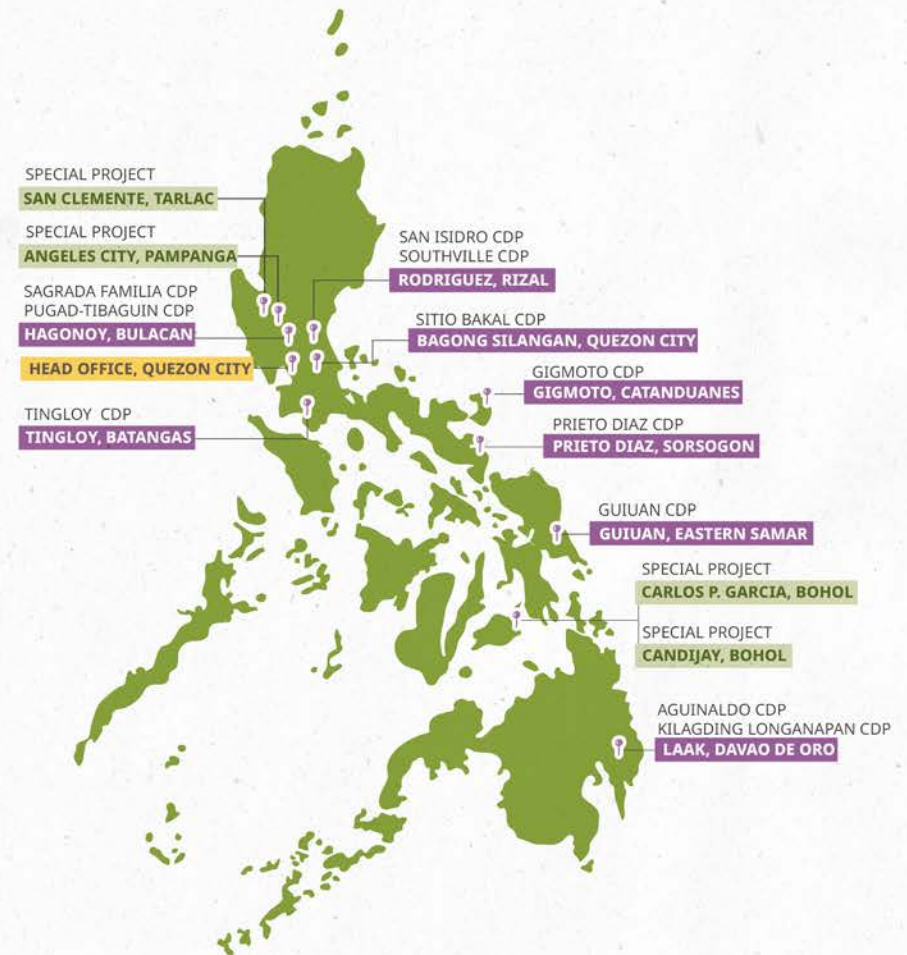 SPECIAL PROJECT
SAN CLEMENTE, TARLAC
SPECIAL PROJECT
ANGELES CITY, PAMPANGA
SAGRADA FAMILIA CDP
PUGAD-TIBAGUIN CDP
HAGONOY, BULACAN
HEAD OFFICE, QUEZON CITY
TINGLOY CDP
TINGLOY, BATANGAS
SAN ISIDRO CDP
SOUTHVILLE CDP
RODRIGUEZ, RIZAL
SITIO BAKAL CDP
BAGONG SILANGAN, QUEZON CITY
GIGMOTO CDP
GIGMOTO, CATANDUANES
PRIETO DIAZ CDP
PRIETO DIAZ, SORSOGON
GUIUAN CDP
GUIUAN, EASTERN SAMAR
SPECIAL PROJECT
CARLOS P. GARCIA, BOHOL
SPECIAL PROJECT
CANDIJAY, BOHOL
AGUINALDO CDP
KILAGDING LONGANAPAN CDP
LAAK, DAVAO DE ORO